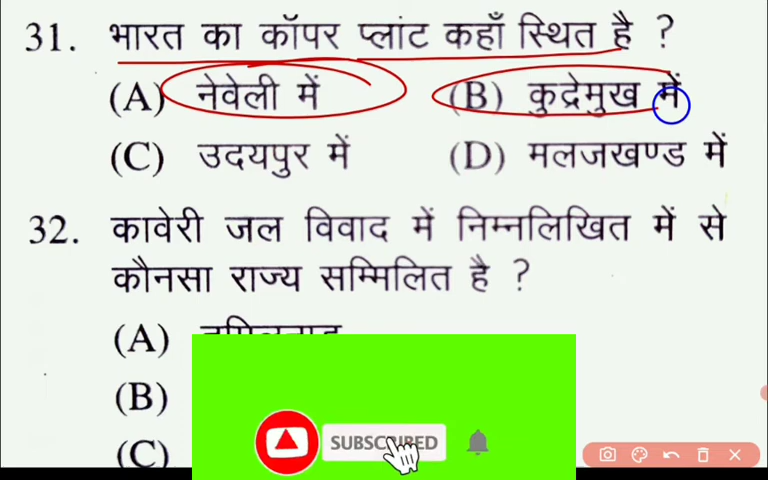 31. भारत का कॉपर प्लांट कहाँ स्थित है ?
(A) नेवेली में (B) कुद्रेमुख में
(C) उदयपुर में (D) मलजखण्ड में
32. कावेरी जल विवाद में निम्नलिखित में से
कौनसा राज्य सम्मिलित है ?
(A)
(B)
(C)
SUBSCRIBED